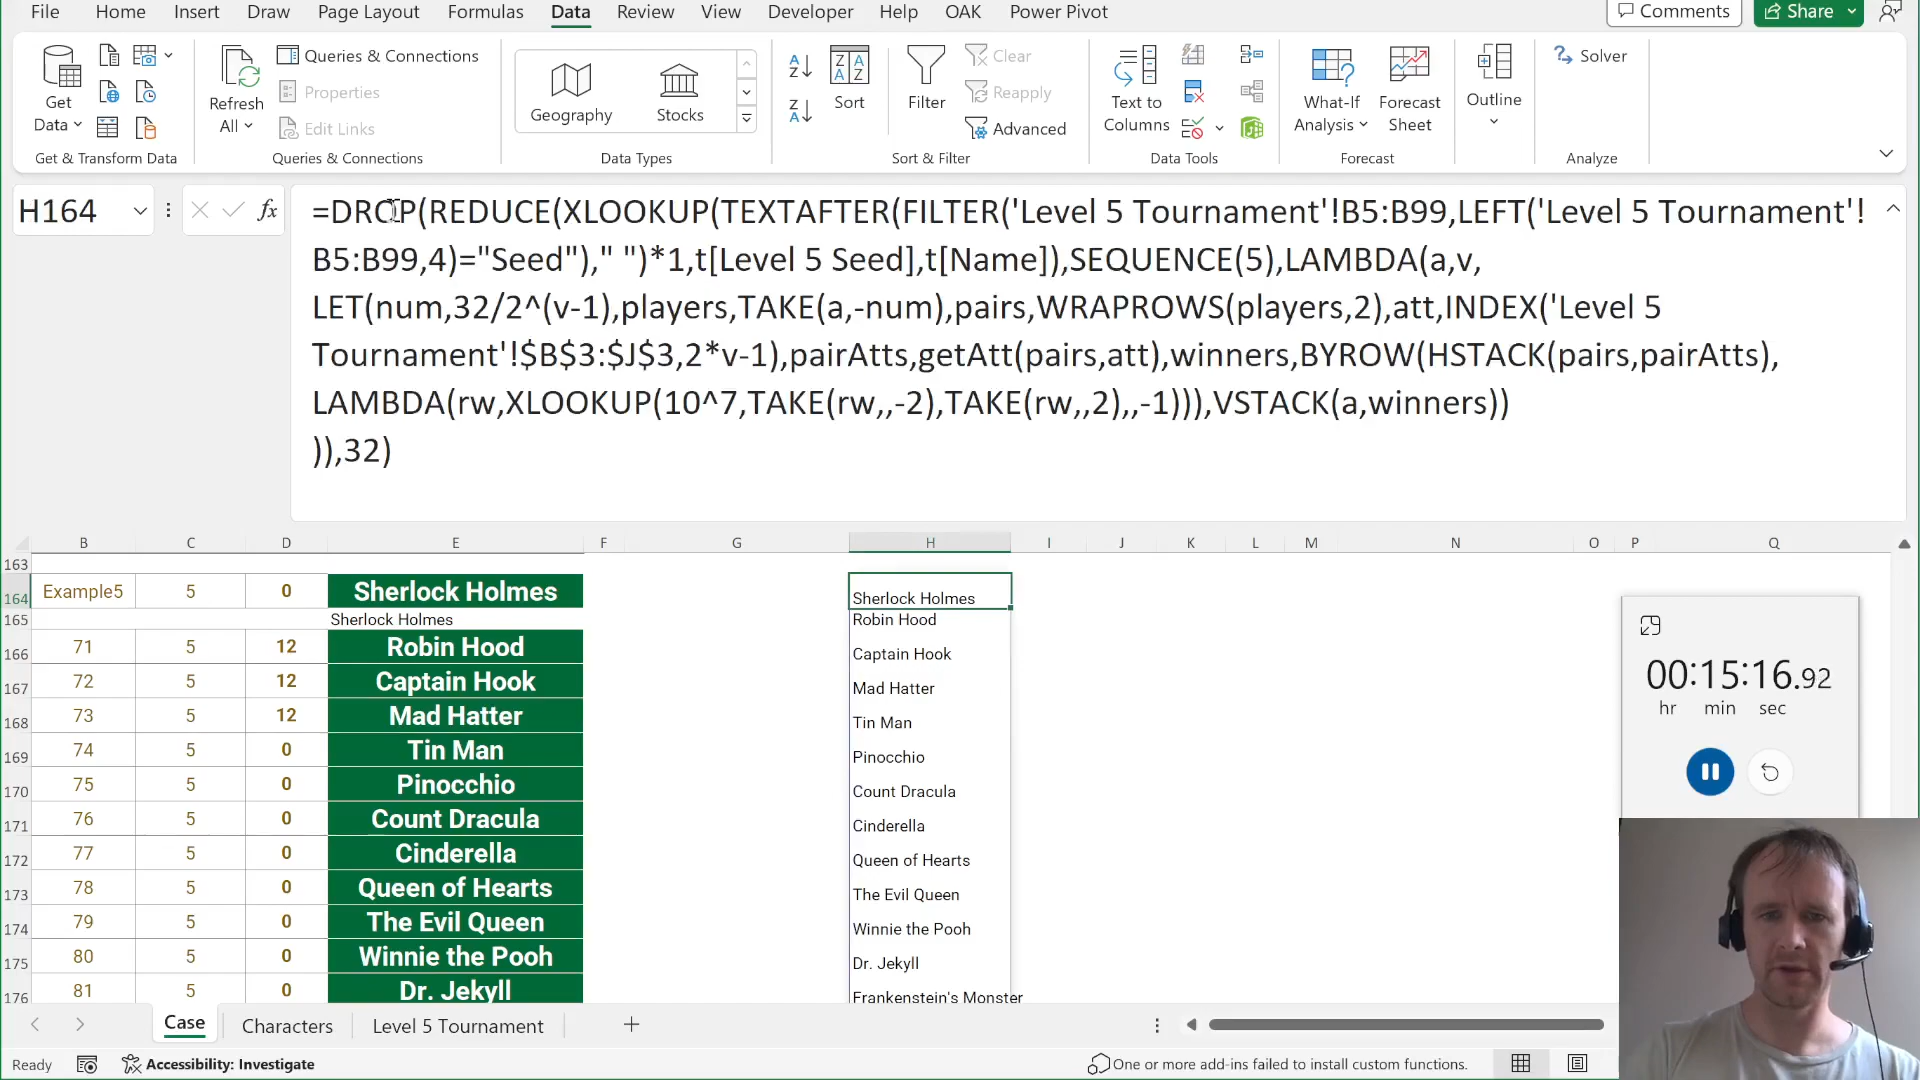 File Home Insert Draw Page Layout Formulas Data Review View Developer Help OAK Power Pivot Comments Share
Get Data
Refresh All
Queries & Connections
Properties
Edit Links
Geography
Stocks
Sort
Filter
Clear
Reapply
Advanced
Text to Columns
What-If Analysis
Forecast Sheet
Outline
Solver
Get & Transform Data
Queries & Connections
Data Types
Sort & Filter
Data Tools
Forecast
Analyze
H164
fx
=DROP(REDUCE(XLOOKUP(TEXTAFTER(FILTER('Level 5 Tournament'!B5:B99,LEFT('Level 5 Tournament'!
B5:B99,4)="Seed")," ")*1,t[Level 5 Seed],t[Name]),SEQUENCE(5),LAMBDA(a,v,
LET(num,32/2^(v-1),players,TAKE(a,-num),pairs,WRAPROWS(players,2),att,INDEX('Level 5
Tournament'!$B$3:$J$3,2*v-1),pairAtts,getAtt(pairs,att),winners,BYROW(HSTACK(pairs,pairAtts),
LAMBDA(rw,XLOOKUP(10^7,TAKE(rw,,-2),TAKE(rw,,2),,-1))),VSTACK(a,winners))
)),32)
B C D E F G H I J K L M N O P Q
163
164 Example5 5 0 Sherlock Holmes Sherlock Holmes
165 Sherlock Holmes Robin Hood
166 71 5 12 Robin Hood Captain Hook
167 72 5 12 Captain Hook Mad Hatter
168 73 5 12 Mad Hatter Tin Man
169 74 5 0 Tin Man Pinocchio
170 75 5 0 Pinocchio Count Dracula
171 76 5 0 Count Dracula Cinderella
172 77 5 0 Cinderella Queen of Hearts
173 78 5 0 Queen of Hearts The Evil Queen
174 79 5 0 The Evil Queen Winnie the Pooh
175 80 5 0 Winnie the Pooh Dr. Jekyll
176 81 5 0 Dr. Jekyll Frankenstein's Monster
00:15:16.92
hr min sec
Case Characters Level 5 Tournament
Ready Accessibility: Investigate One or more add-ins failed to install custom functions.